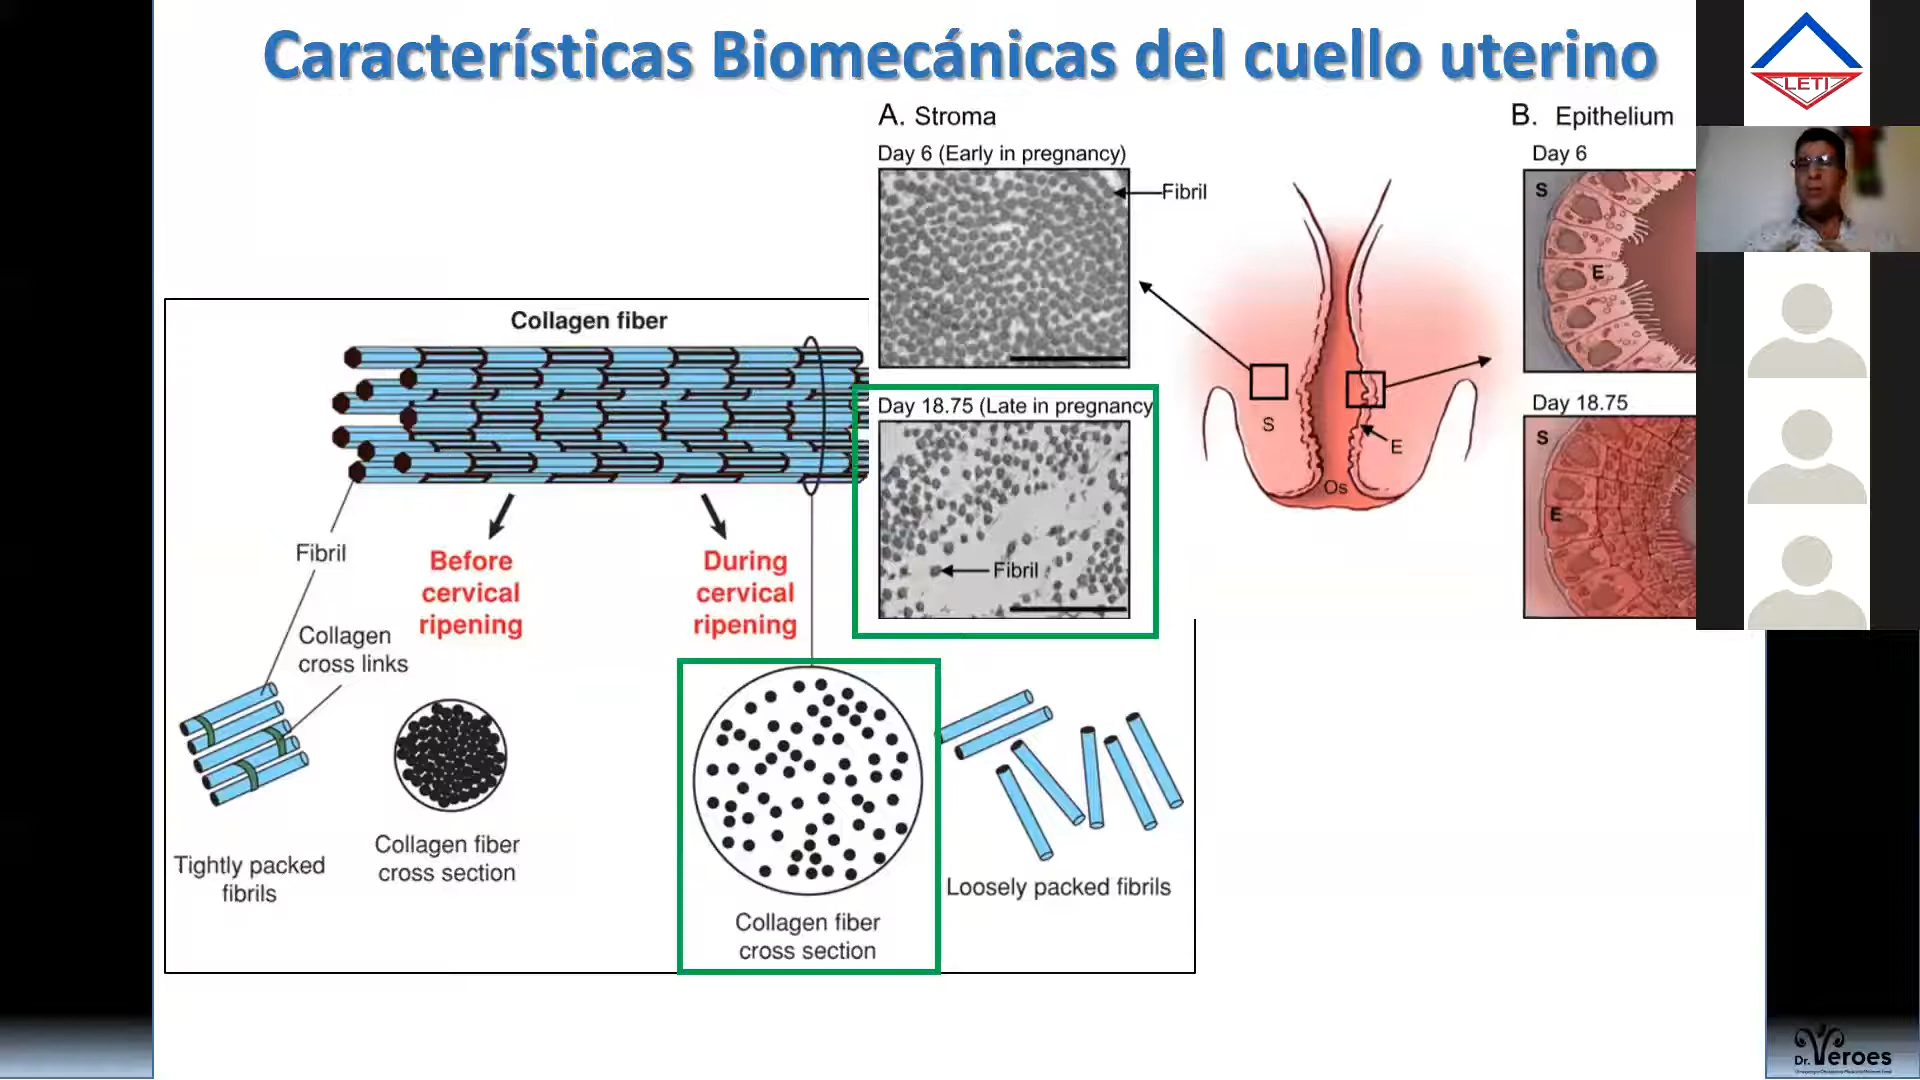 Características Biomecánicas del cuello uterino
LETI
A. Stroma
B. Epithelium
Day 6 (Early in pregnancy)
Day 6
Fibril
S
E
Collagen fiber
Day 18.75 (Late in pregnancy
Day 18.75
S
E
Os
S
E
Fibril
Fibril
Before
cervical
ripening
During
cervical
ripening
Collagen
cross links
Tightly packed
fibrils
Collagen fiber
cross section
Collagen fiber
cross section
Loosely packed fibrils
Dr. Veroes